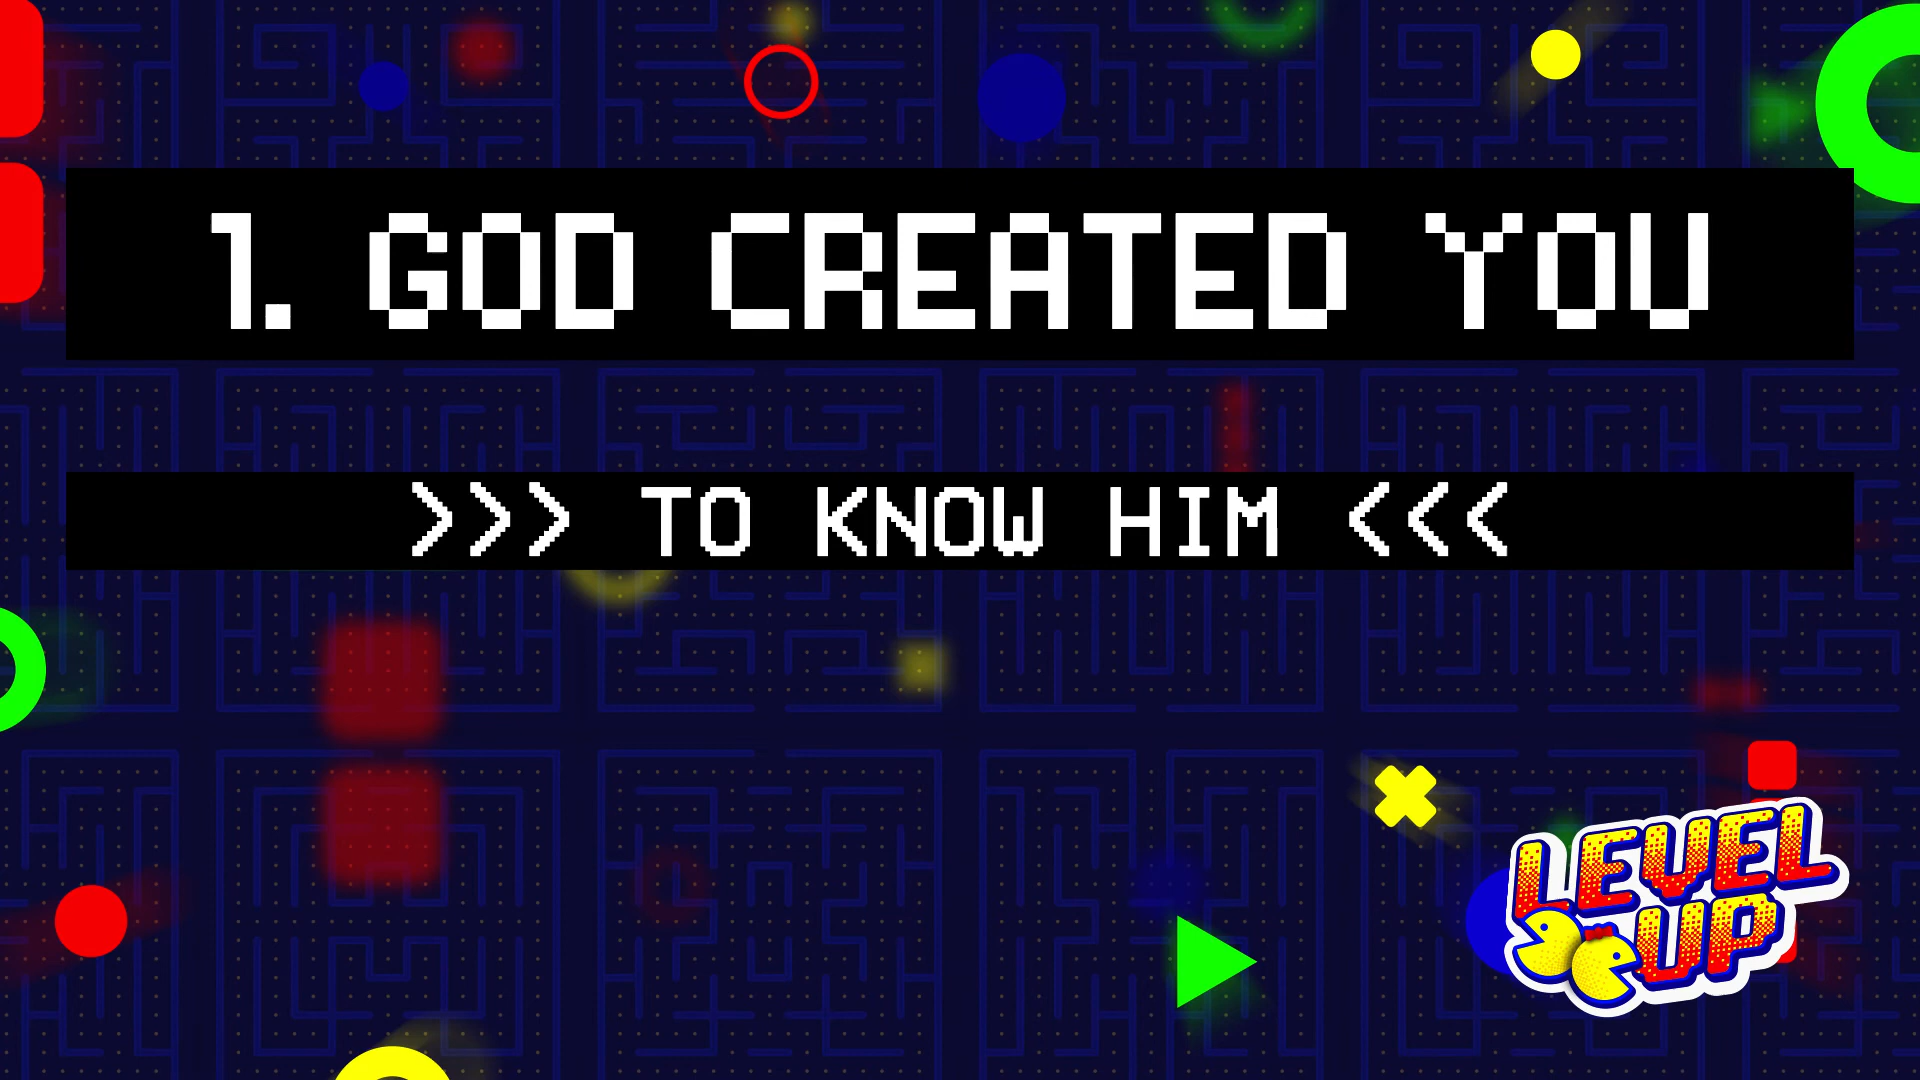 1. GOD CREATED YOU
>>> TO KNOW HIM <<<
LEVEL
UP